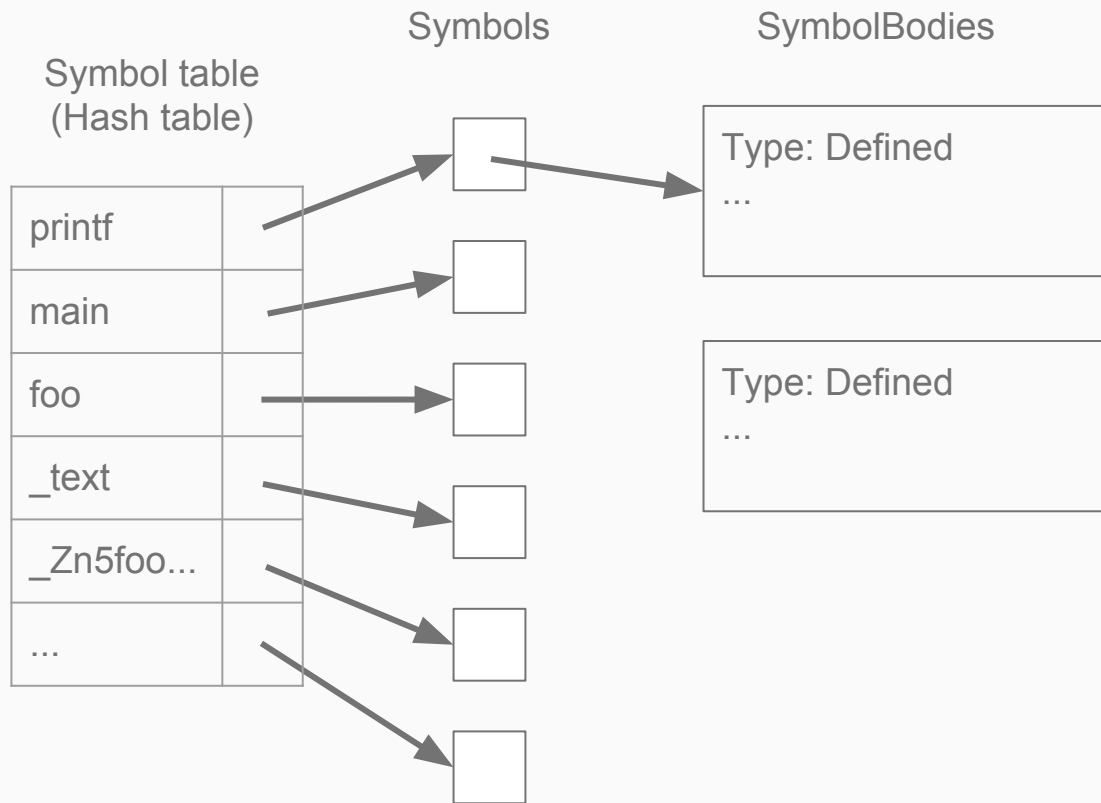 Symbols
SymbolBodies
Symbol table
(Hash table)
printf
main
foo
_text
_Zn5foo...
...
Type: Defined
...
Type: Defined
...